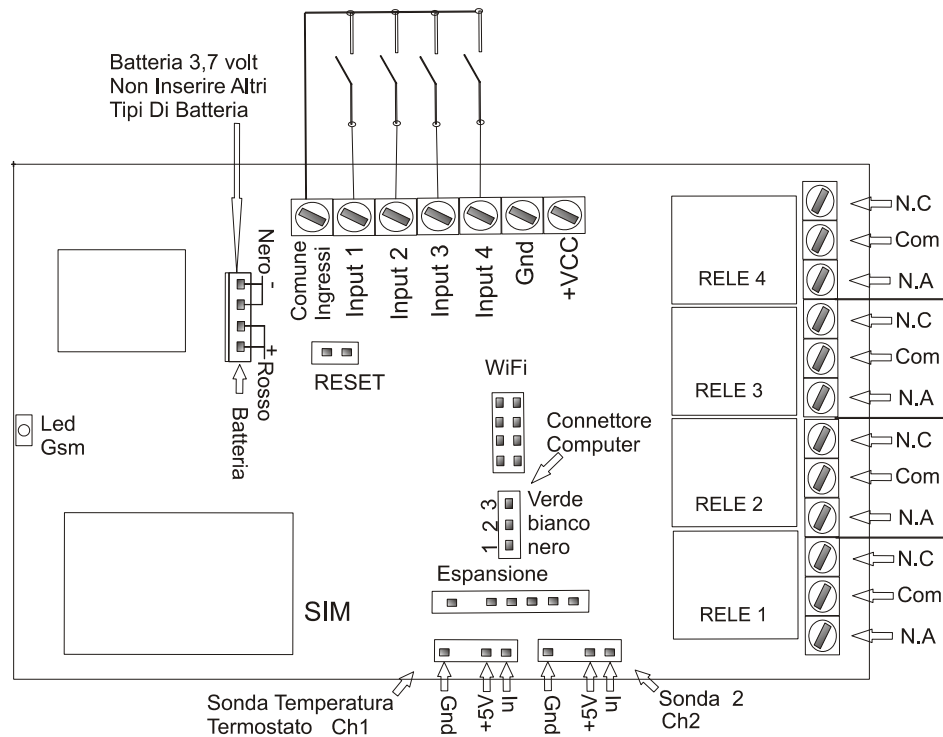 Batteria 3,7 volt
Non Inserire Altri
Tipi Di Batteria
Nero -
+ Rosso
Batteria
Comune
Ingressi
Input 1
Input 2
Input 3
Input 4
Gnd
+VCC
RESET
WiFi
Connettore
Computer
Led
Gsm
1 2 3
Verde
bianco
nero
Espansione
SIM
RELE 4
N.C
Com
N.A
RELE 3
N.C
Com
N.A
RELE 2
N.C
Com
N.A
RELE 1
N.C
Com
N.A
Sonda Temperatura
Termostato Ch1
Gnd
+5V
In
Gnd
+5V
In
Sonda 2
Ch2